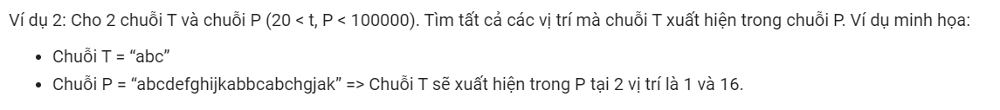 Ví dụ 2: Cho 2 chuỗi T và chuỗi P (20 < t, P < 100000). Tìm tất cả các vị trí mà chuỗi T xuất hiện trong chuỗi P. Ví dụ minh họa:
• Chuỗi T = “abc”
• Chuỗi P = “abcdefghijkabbcabchgjak” => Chuỗi T sẽ xuất hiện trong P tại 2 vị trí là 1 và 16.